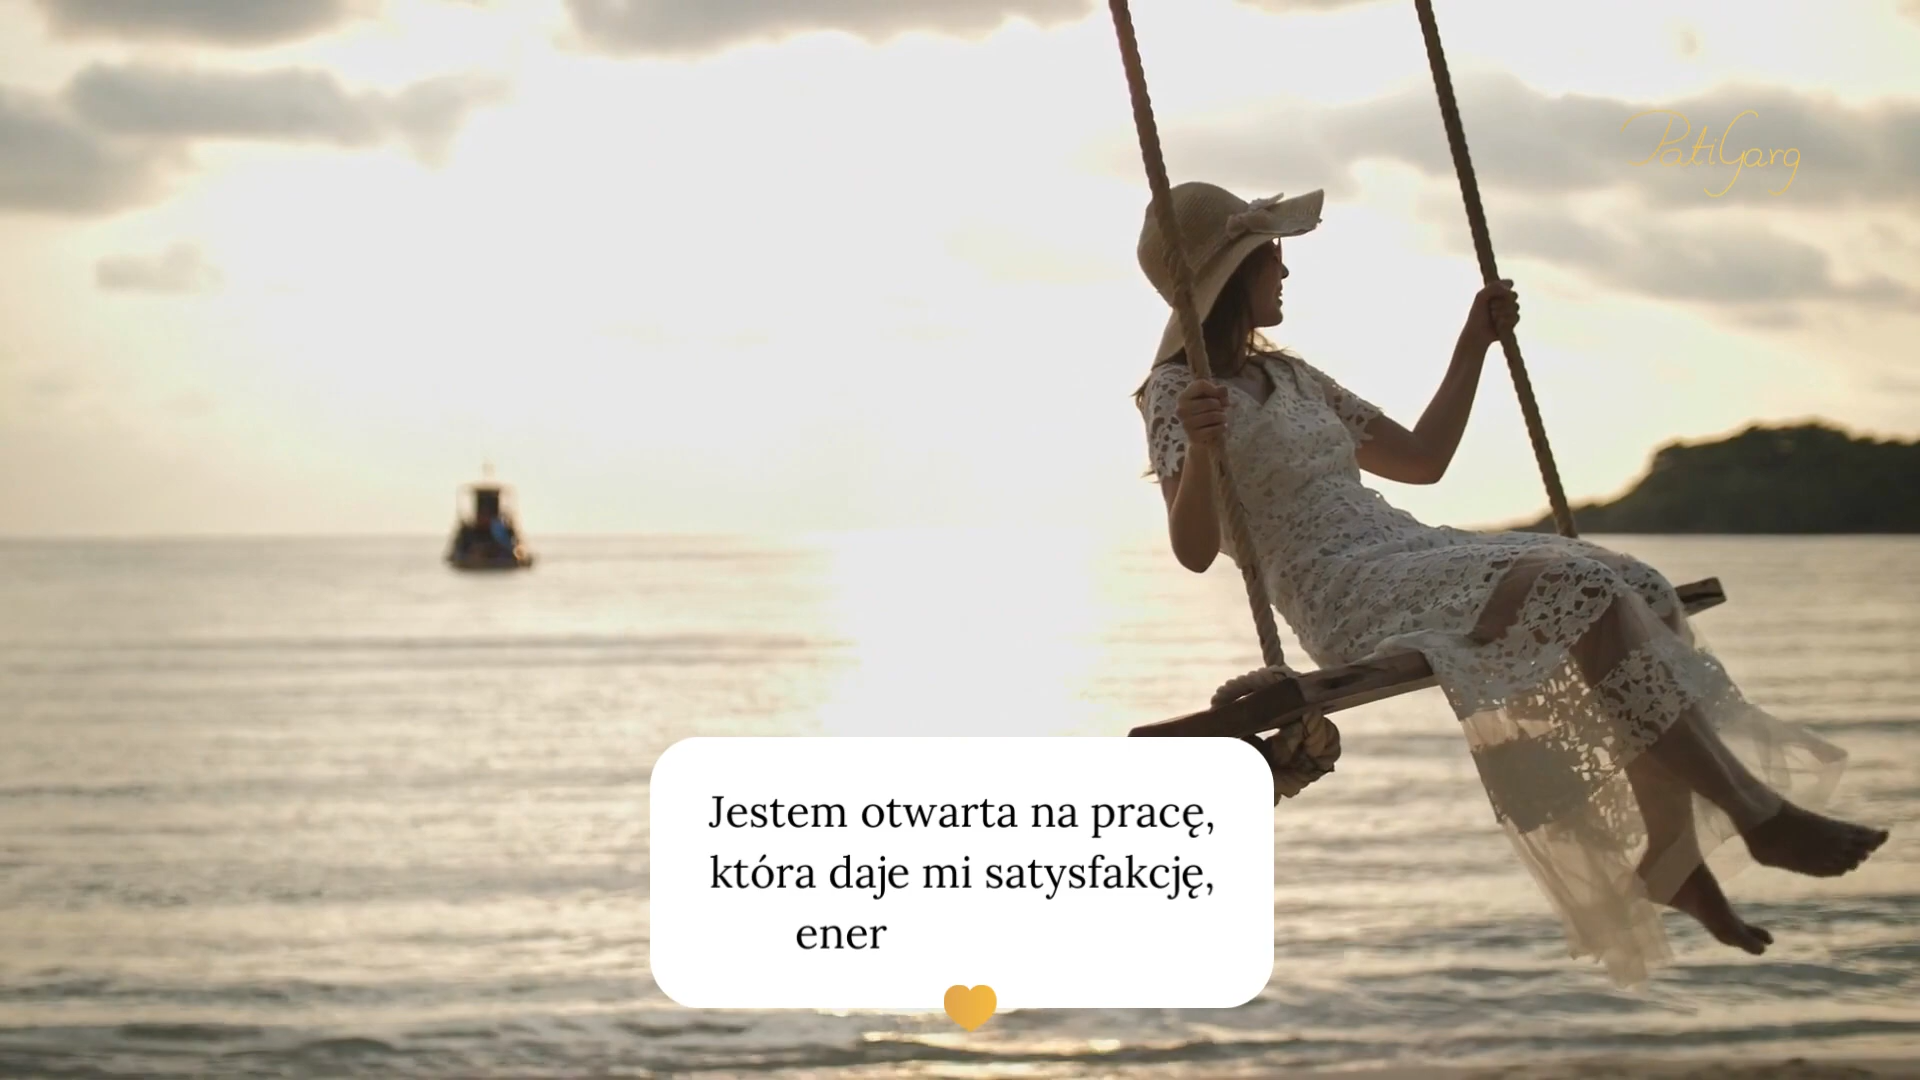 PatiGarg
Jestem otwarta na pracę,
która daje mi satysfakcję,
ener